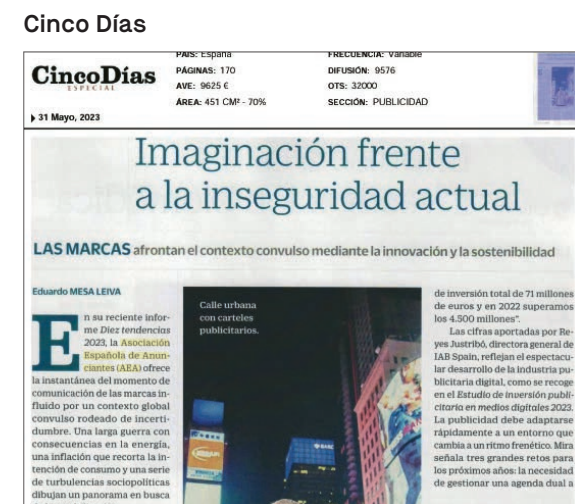 Cinco Días
CincoDías
ESPECIAL
31 Mayo, 2023
PAÍS: España
PÁGINAS: 170
AVE: 9625 €
ÁREA: 451 CM² - 70%
FRECUENCIA: Variable
DIFUSIÓN: 9576
OTS: 32000
SECCIÓN: PUBLICIDAD
Imaginación frente
a la inseguridad actual
LAS MARCAS afrontan el contexto convulso mediante la innovación y la sostenibilidad
Eduardo MESA LEIVA
En su reciente infor-
me Diez tendencias
2023, la Asociación
Española de Anun-
ciantes (AEA) ofrece
la instantánea del momento de
comunicación de las marcas in-
fluido por un contexto global
convulso rodeado de incerti-
dumbre. Una larga guerra con
consecuencias en la energía,
una inflación que recorta la in-
tención de consumo y una serie
de turbulencias sociopolíticas
dibujan un panorama en busca
Calle urbana
con carteles
publicitarios.
de inversión total de 71 millones
de euros y en 2022 superamos
los 4.500 millones".
Las cifras aportadas por Re-
yes Justribó, directora general de
IAB Spain, reflejan el espectacu-
lar desarrollo de la industria pu-
blicitaria digital, como se recoge
en el Estudio de inversión publi-
citaria en medios digitales 2023.
La publicidad debe adaptarse
rápidamente a un entorno que
cambia a un ritmo frenético. Mira
señala tres grandes retos para
los próximos años: la necesidad
de gestionar una agenda dual a